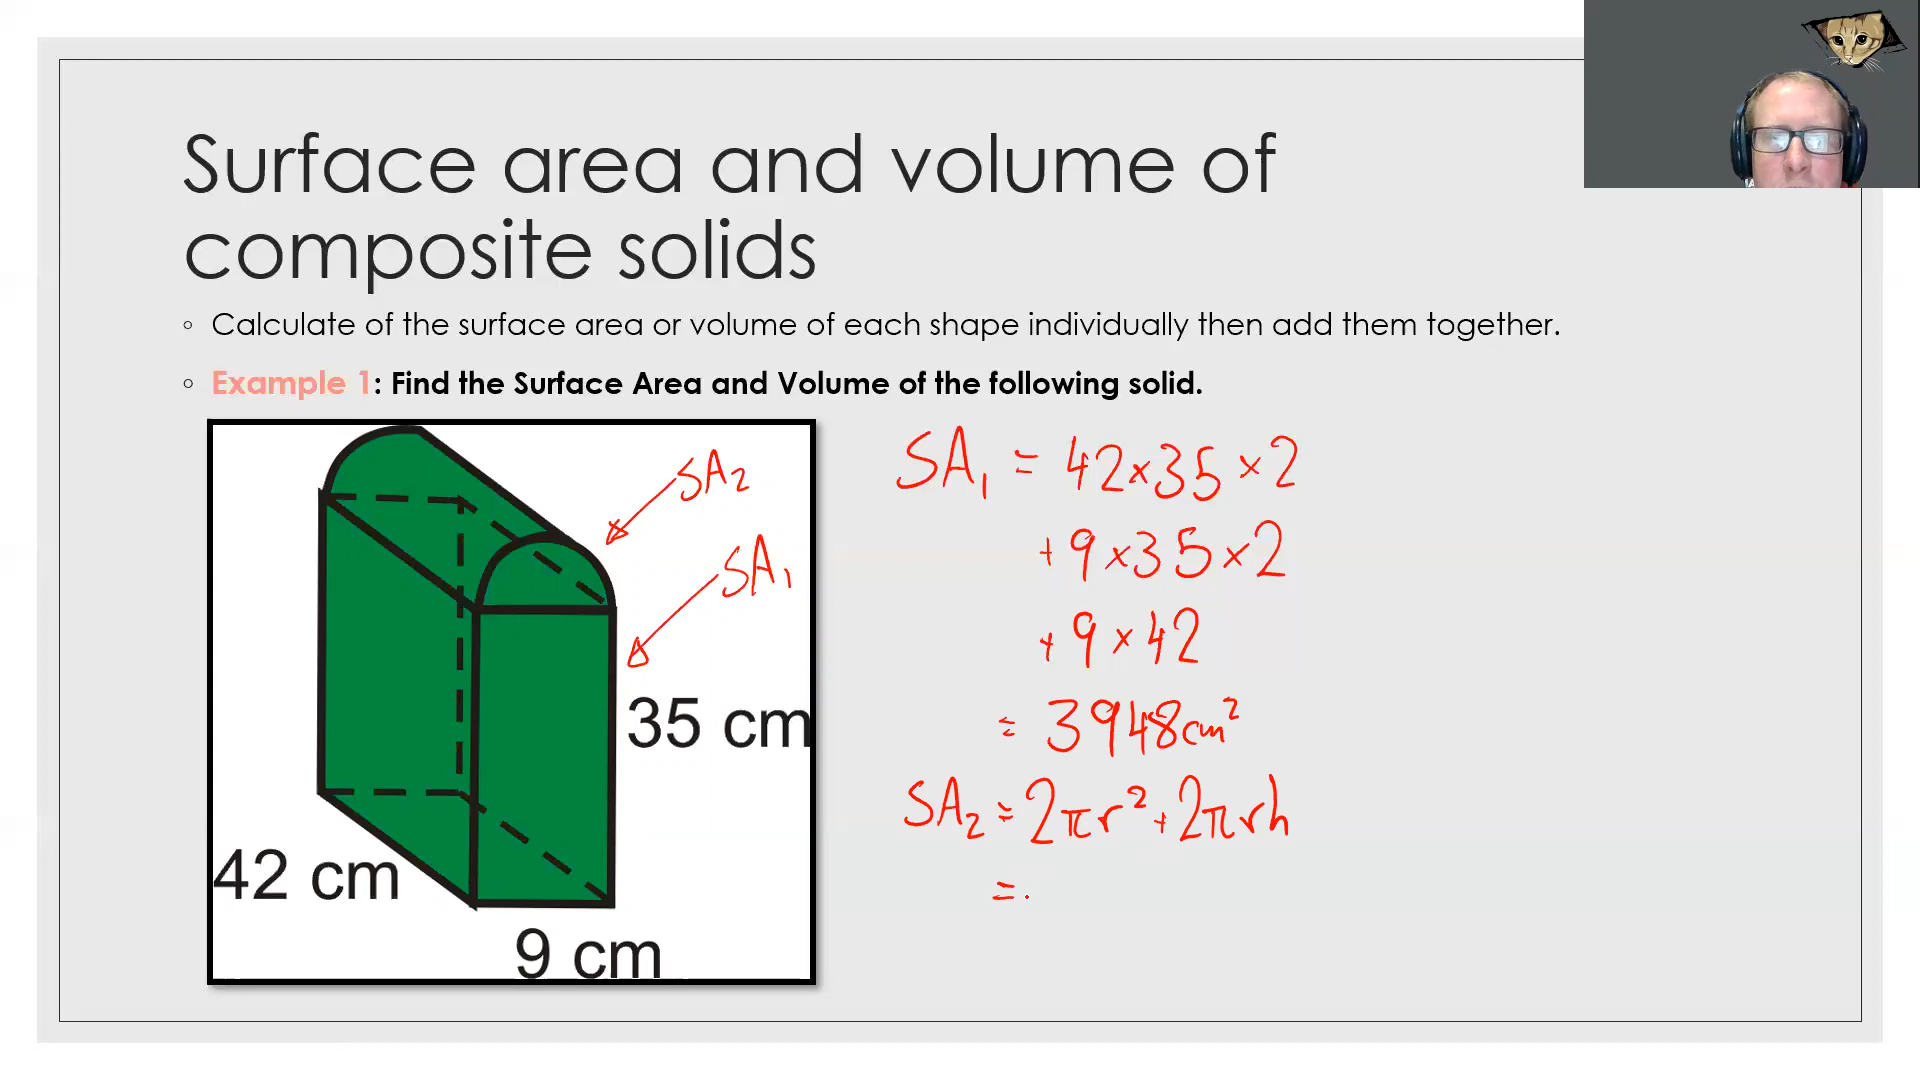 Surface area and volume of
composite solids
◦ Calculate of the surface area or volume of each shape individually then add them together.
◦ Example 1: Find the Surface Area and Volume of the following solid.
SA₂
SA₁
35 cm
42 cm
9 cm
SA₁ = 42×35×2
+ 9×35×2
+ 9×42
= 3948cm²
SA₂ = 2πr² + 2πrh
=